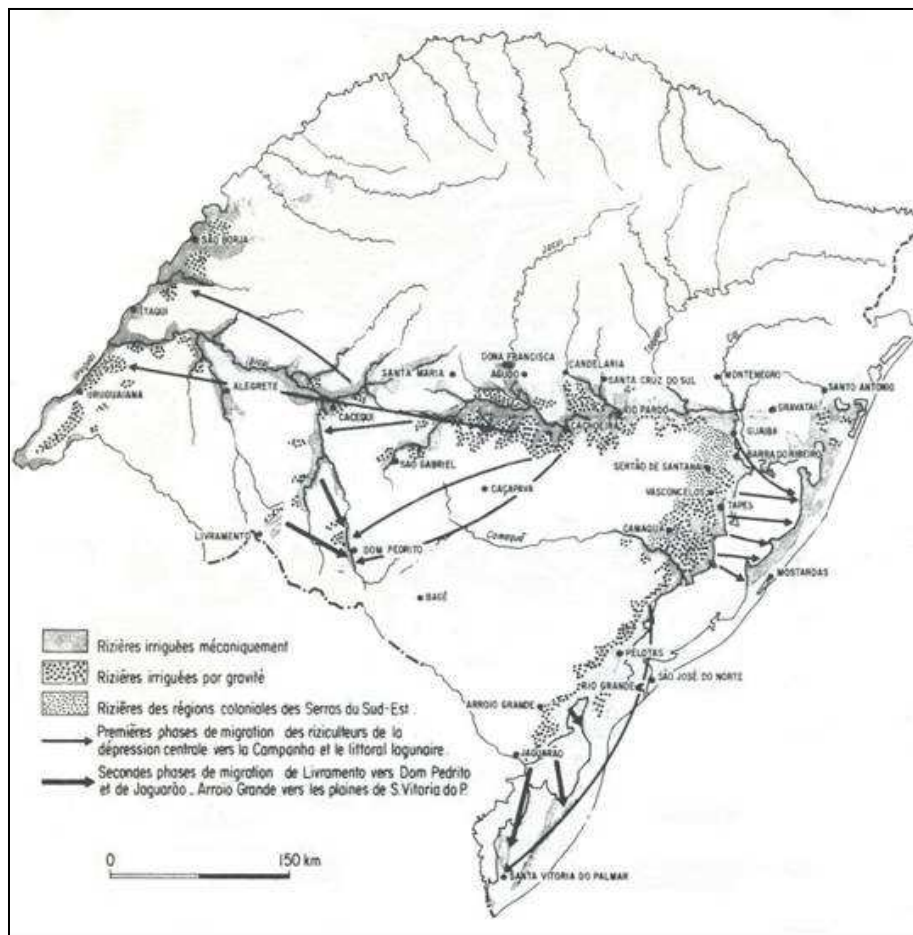 SÃO BORJA
ITAQUI
URUGUAIANA
ALEGRETE
CACEQUI
SANTA MARIA
DONA FRANCISCA
AGUDO
CANDELARIA
SANTA CRUZ DO SUL
MONTENEGRO
SANTO ANTONIO
GRAVATAI
GUAIBA
RIO PARDO
CACHOEIRA
BARRA DO RIBEIRO
SÃO GABRIEL
SERTÃO DE SANTANA
CAÇAPAVA
VASCONCELOS
TAPES
CAMAQUÃ
Camaquã
LIVRAMENTO
DOM PEDRITO
MOSTARDAS
BAGÉ
PELOTAS
RIO GRANDE
SÃO JOSÉ DO NORTE
ARROIO GRANDE
JAGUARÃO
SANTA VITORIA DO PALMAR
Rizières irriguées mécaniquement
Rizières irriguées por gravité
Rizières des régions coloniales des Serras du Sud-Est.
Premières phases de migration des riziculteurs de la
dépression centrale vers la Campanha et le littoral lagunaire.
Secondes phases de migration de Livramento vers Dom Pedrito
et de Jaguarão - Arroio Grande vers les plaines de S. Vitoria do P.
0 150 km